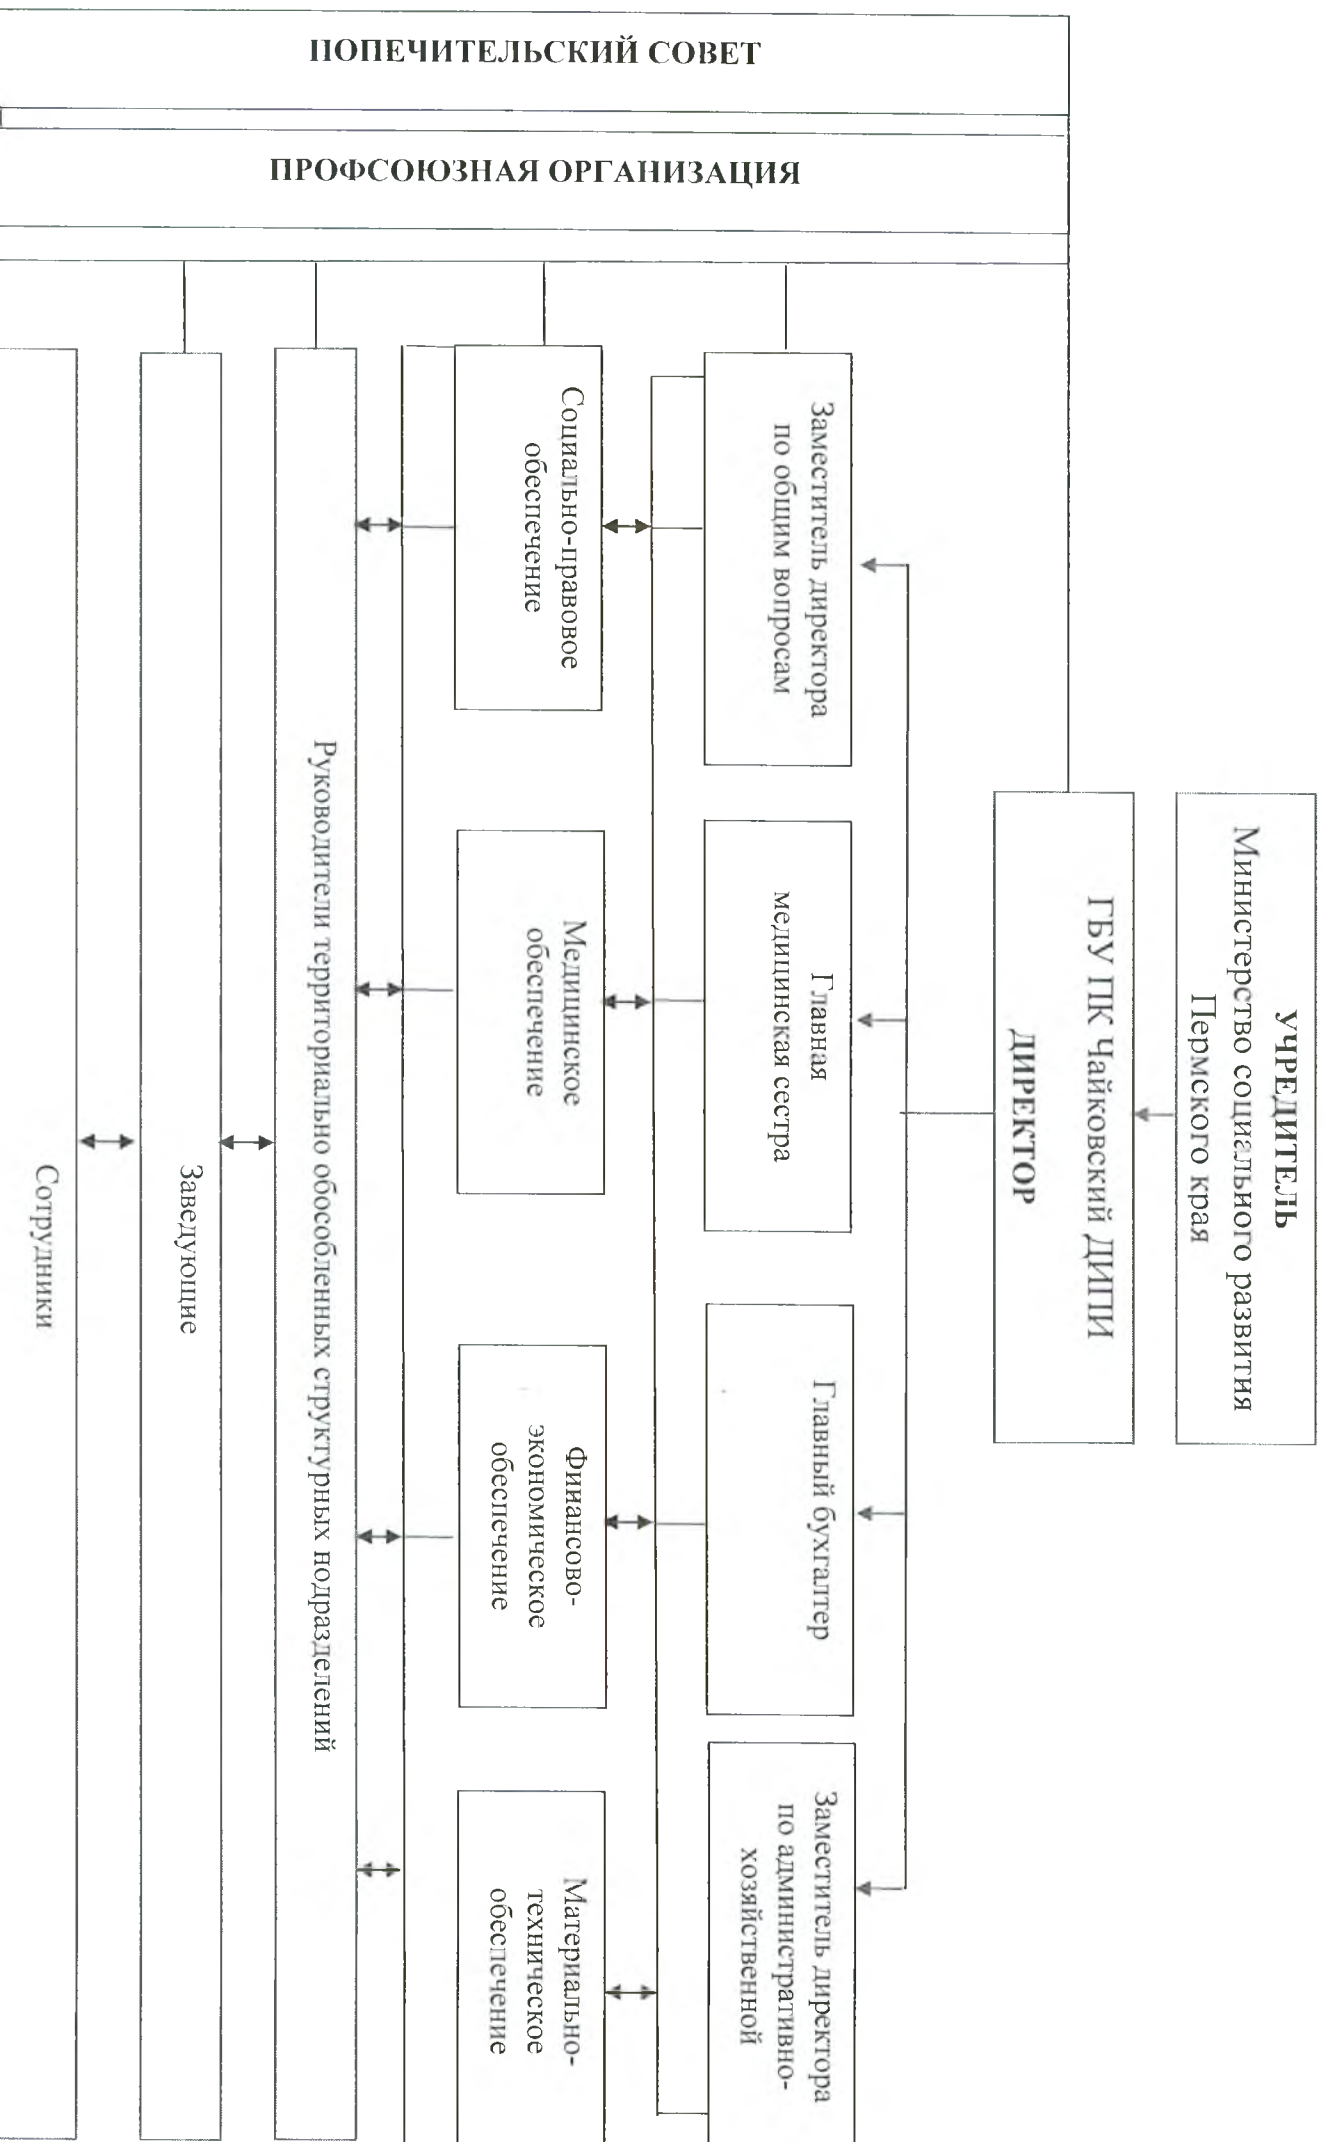 УЧРЕДИТЕЛЬ
Министерство социального развития
Пермского края
ГБУ ПК Чайковский ДИПИ
ДИРЕКТОР
Заместитель директора
по общим вопросам
Главная
медицинская сестра
Главный бухгалтер
Заместитель директора
по административно-
хозяйственной
Социально-правовое
обеспечение
Медицинское
обеспечение
Финансово-
экономическое
обеспечение
Материально-
техническое
обеспечение
Руководители территориально обособленных структурных подразделений
Заведующие
Сотрудники
ПОПЕЧИТЕЛЬСКИЙ СОВЕТ
ПРОФСОЮЗНАЯ ОРГАНИЗАЦИЯ